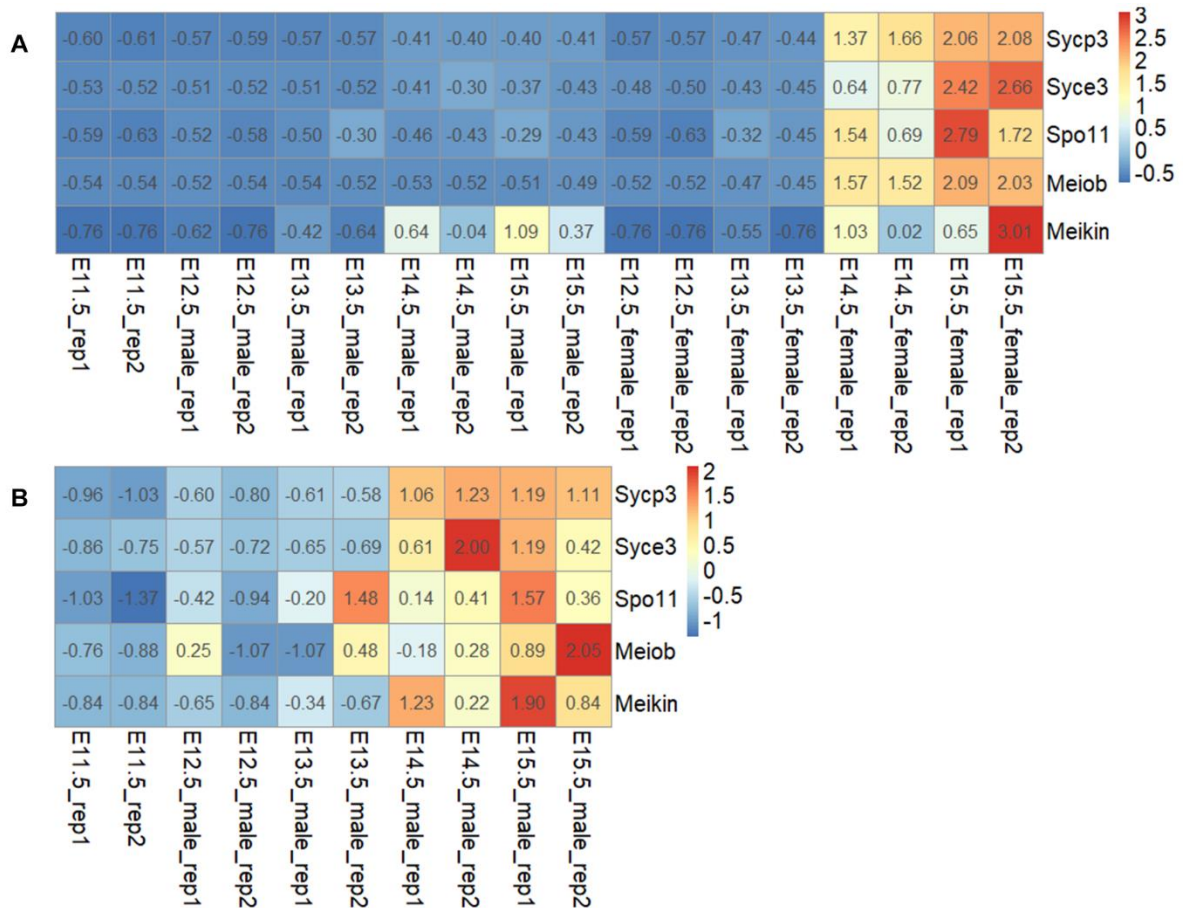 A
-0.60 -0.61 -0.57 -0.59 -0.57 -0.57 -0.41 -0.40 -0.40 -0.41 -0.57 -0.57 -0.47 -0.44 1.37 1.66 2.06 2.08 Sycp3
-0.53 -0.52 -0.51 -0.52 -0.51 -0.52 -0.41 -0.30 -0.37 -0.43 -0.48 -0.50 -0.43 -0.45 0.64 0.77 2.42 2.66 Syce3
-0.59 -0.63 -0.52 -0.58 -0.50 -0.30 -0.46 -0.43 -0.29 -0.43 -0.59 -0.63 -0.32 -0.45 1.54 0.69 2.79 1.72 Spo11
-0.54 -0.54 -0.52 -0.54 -0.54 -0.52 -0.53 -0.52 -0.51 -0.49 -0.52 -0.52 -0.47 -0.45 1.57 1.52 2.09 2.03 Meiob
-0.76 -0.76 -0.62 -0.76 -0.42 -0.64 0.64 -0.04 1.09 0.37 -0.76 -0.76 -0.55 -0.76 1.03 0.02 0.65 3.01 Meikin
3
2.5
2
1.5
1
0.5
0
-0.5
E11.5_rep1
E11.5_rep2
E12.5_male_rep1
E12.5_male_rep2
E13.5_male_rep1
E13.5_male_rep2
E14.5_male_rep1
E14.5_male_rep2
E15.5_male_rep1
E15.5_male_rep2
E12.5_female_rep1
E12.5_female_rep2
E13.5_female_rep1
E13.5_female_rep2
E14.5_female_rep1
E14.5_female_rep2
E15.5_female_rep1
E15.5_female_rep2
B
-0.96 -1.03 -0.60 -0.80 -0.61 -0.58 1.06 1.23 1.19 1.11 Sycp3
-0.86 -0.75 -0.57 -0.72 -0.65 -0.69 0.61 2.00 1.19 0.42 Syce3
-1.03 -1.37 -0.42 -0.94 -0.20 1.48 0.14 0.41 1.57 0.36 Spo11
-0.76 -0.88 0.25 -1.07 -1.07 0.48 -0.18 0.28 0.89 2.05 Meiob
-0.84 -0.84 -0.65 -0.84 -0.34 -0.67 1.23 0.22 1.90 0.84 Meikin
2
1.5
1
0.5
0
-0.5
-1
E11.5_rep1
E11.5_rep2
E12.5_male_rep1
E12.5_male_rep2
E13.5_male_rep1
E13.5_male_rep2
E14.5_male_rep1
E14.5_male_rep2
E15.5_male_rep1
E15.5_male_rep2